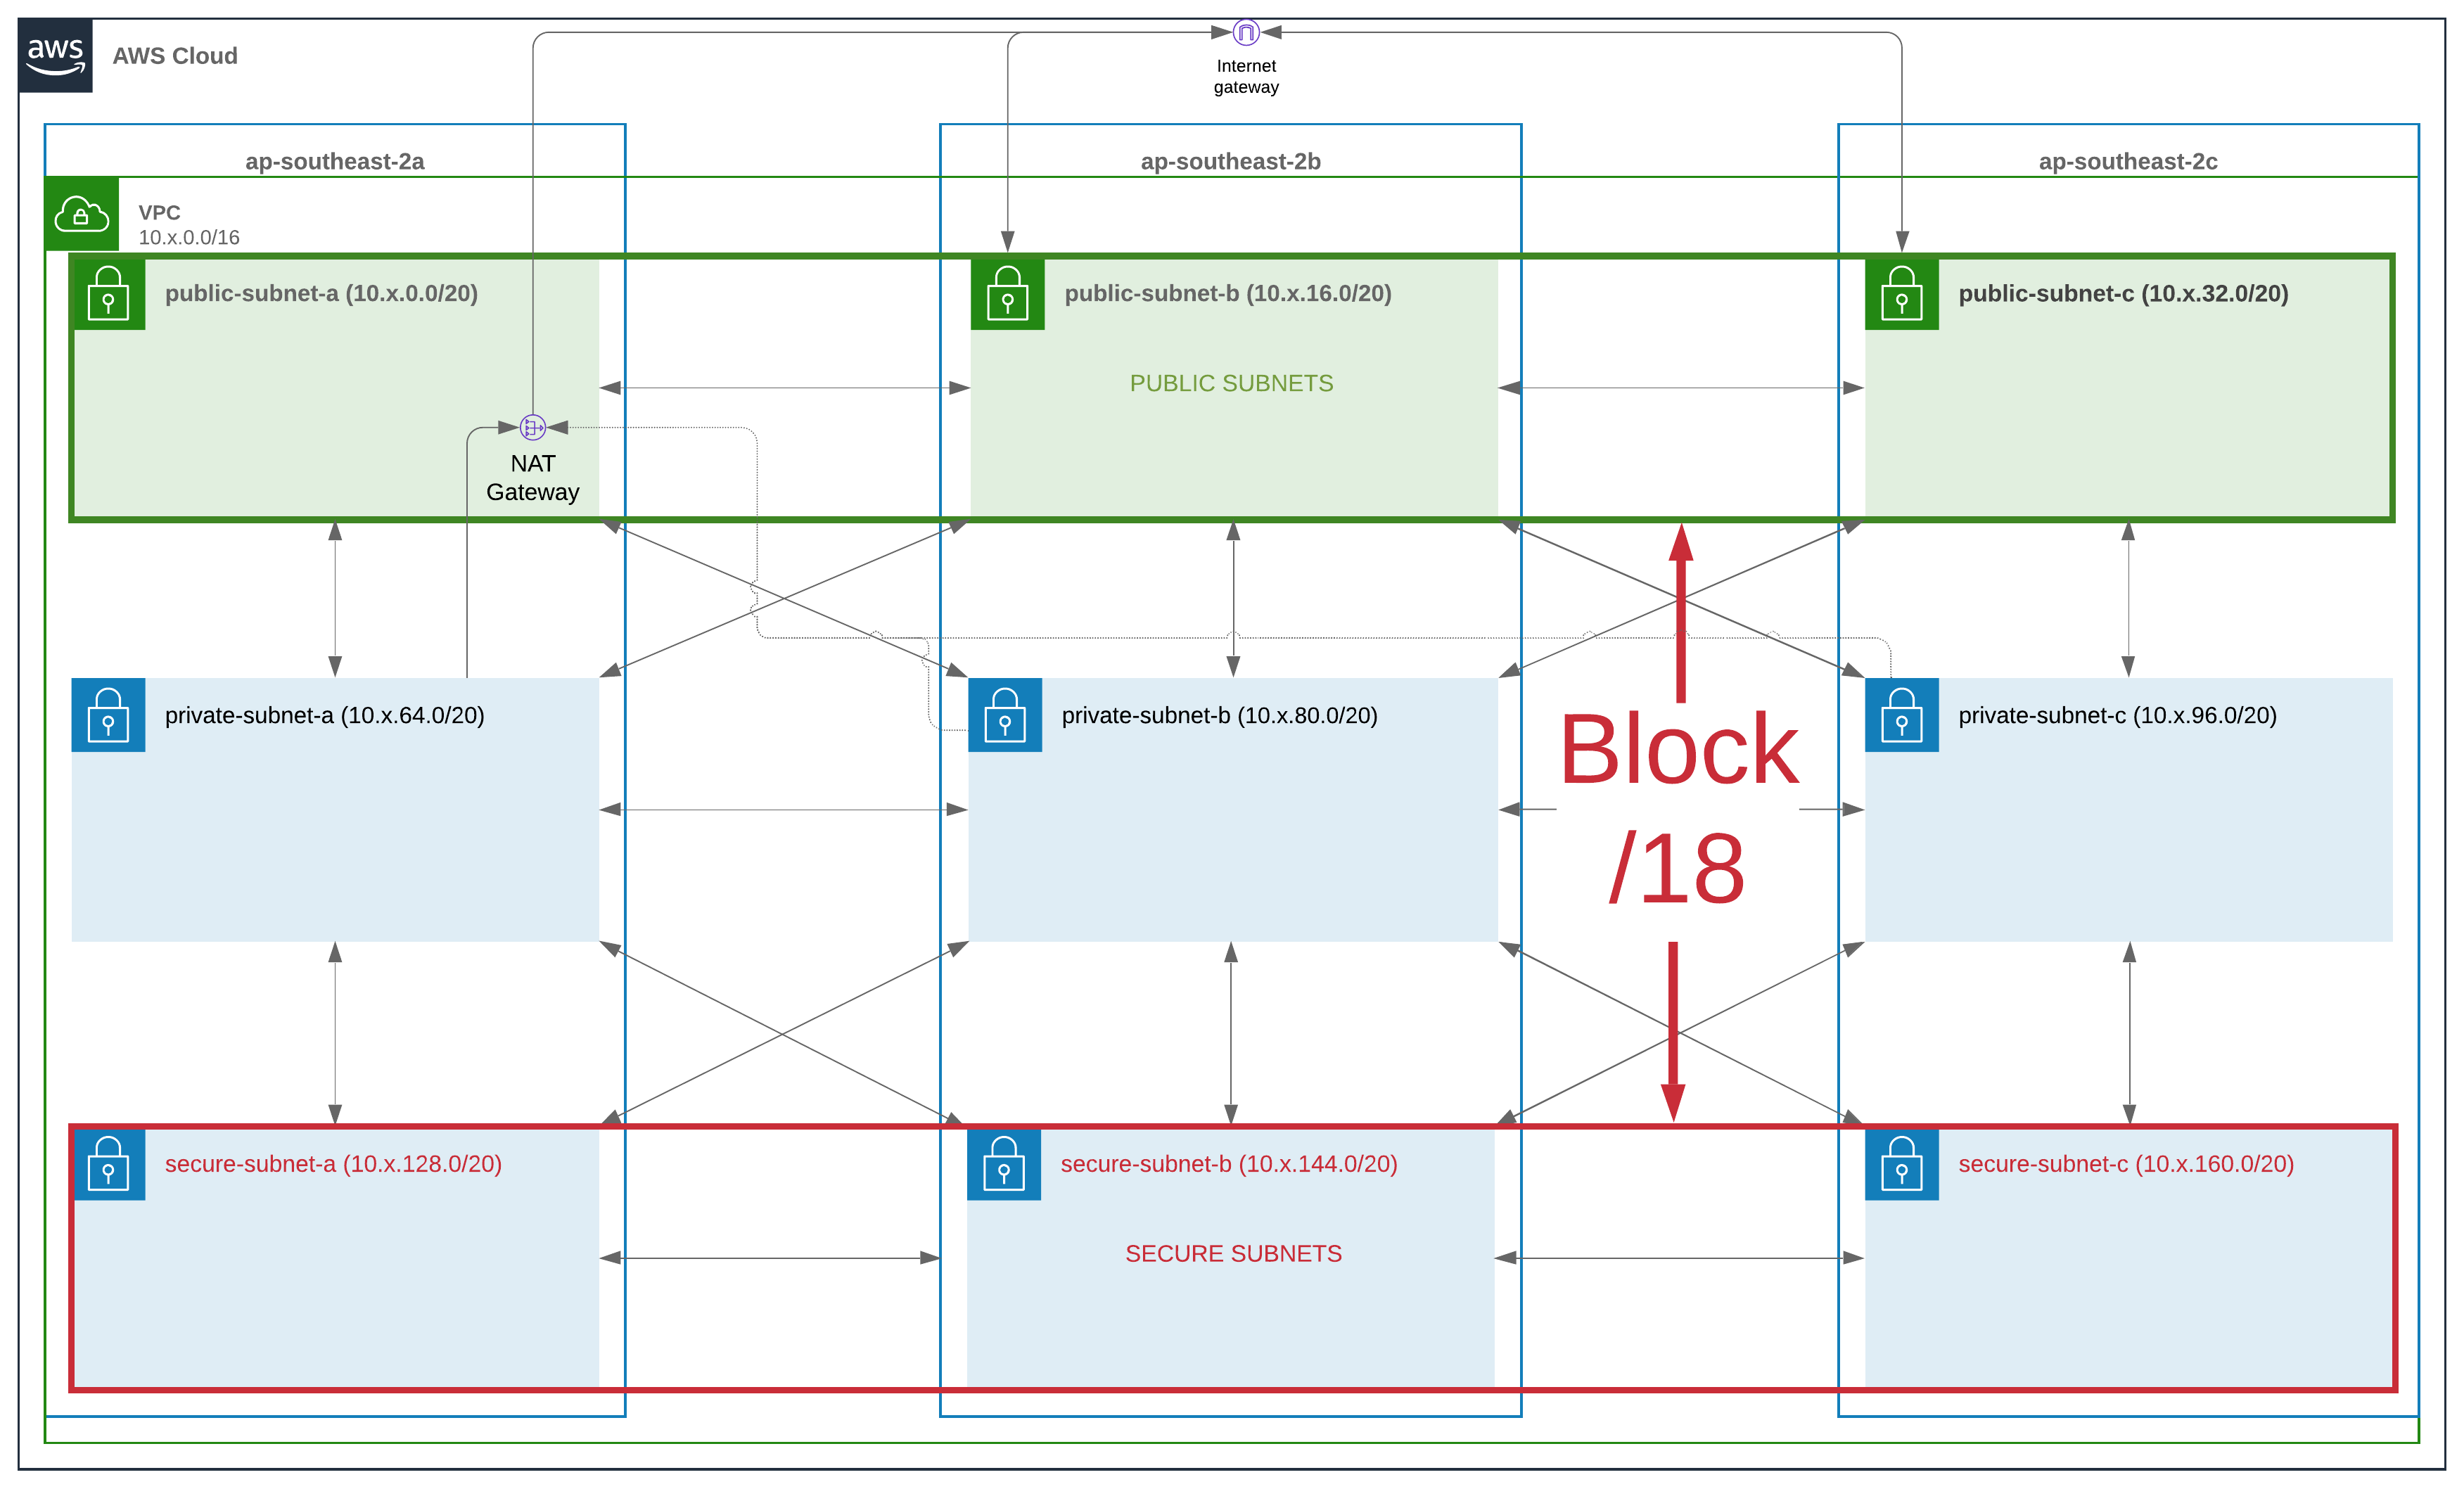 aws
AWS Cloud
Internet
gateway
ap-southeast-2a
ap-southeast-2b
ap-southeast-2c
VPC
10.x.0.0/16
public-subnet-a (10.x.0.0/20)
public-subnet-b (10.x.16.0/20)
public-subnet-c (10.x.32.0/20)
PUBLIC SUBNETS
NAT
Gateway
private-subnet-a (10.x.64.0/20)
private-subnet-b (10.x.80.0/20)
Block
/18
private-subnet-c (10.x.96.0/20)
secure-subnet-a (10.x.128.0/20)
secure-subnet-b (10.x.144.0/20)
secure-subnet-c (10.x.160.0/20)
SECURE SUBNETS